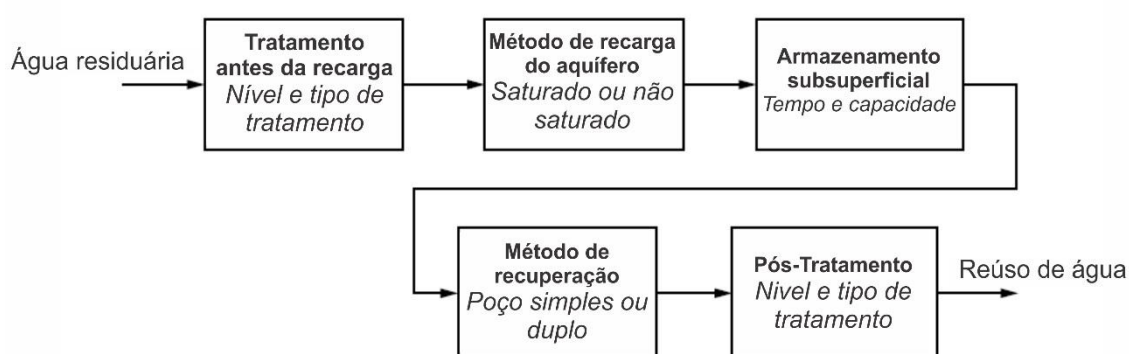 Água residuária
Tratamento
antes da recarga
Nível e tipo de
tratamento
Método de recarga
do aquífero
Saturado ou não
saturado
Armazenamento
subsuperficial
Tempo e capacidade
Método de
recuperação
Poço simples ou
duplo
Pós-Tratamento
Nivel e tipo de
tratamento
Reúso de água